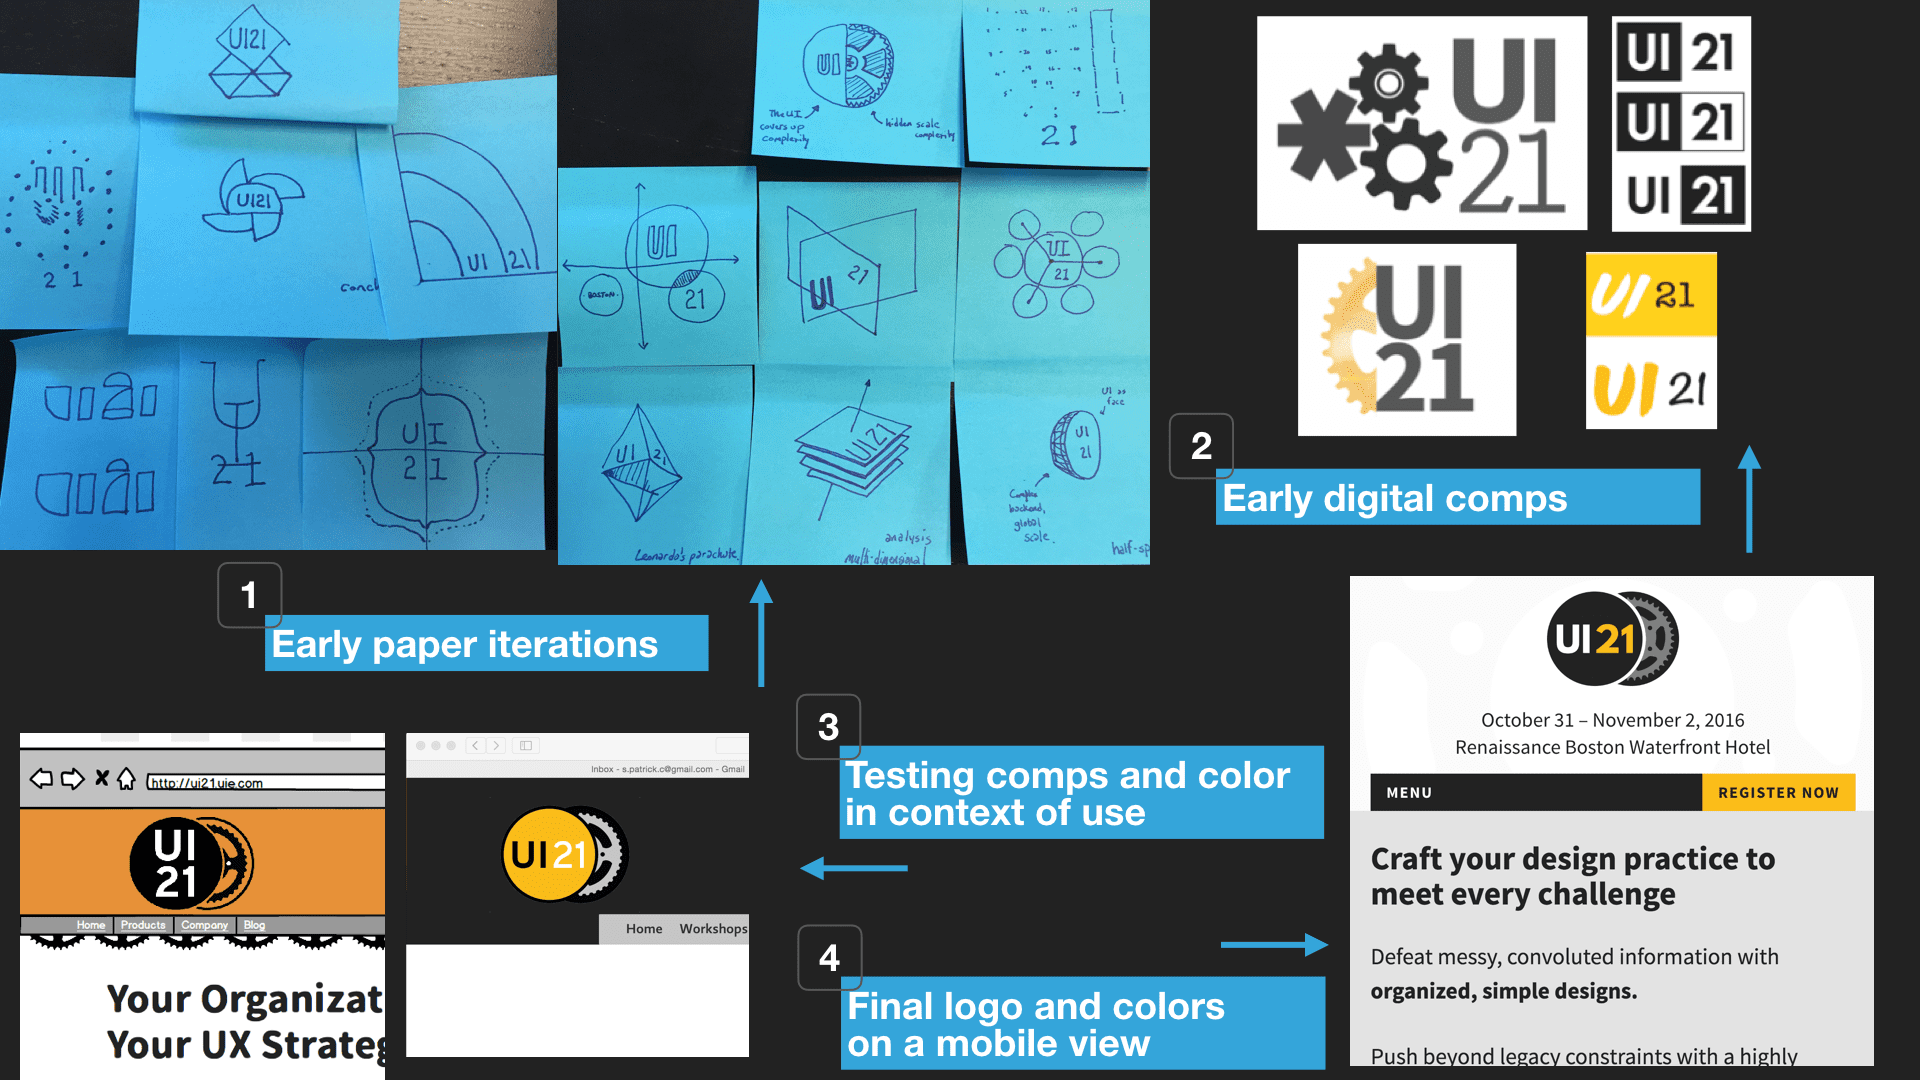 UI21
2 1
UI21
conc
UI 21
UI21
UI21
U
21
U I
2 1
UI
The UI
covers up
complexity
hidden scale
complexity
21
UI
BOSTON
21
UI
21
UI
21
UI
21
Leonardo's parachute
UI 21
analysis
multi-dimensional
UI as
face
UI
21
Complex
backend,
global
scale.
half-sp
1
Early paper iterations
UI
21
UI 21
UI 21
UI 21
UI
21
UI 21
UI 21
2
Early digital comps
http://ui21.uie.com
UI
21
Home Products Company Blog
Your Organizat
Your UX Strateg
Inbox - s.patrick.c@gmail.com - Gmail
UI21
Home Workshops
3
Testing comps and color
in context of use
4
Final logo and colors
on a mobile view
UI21
October 31 – November 2, 2016
Renaissance Boston Waterfront Hotel
MENU
REGISTER NOW
Craft your design practice to
meet every challenge
Defeat messy, convoluted information with
organized, simple designs.
Push beyond legacy constraints with a highly